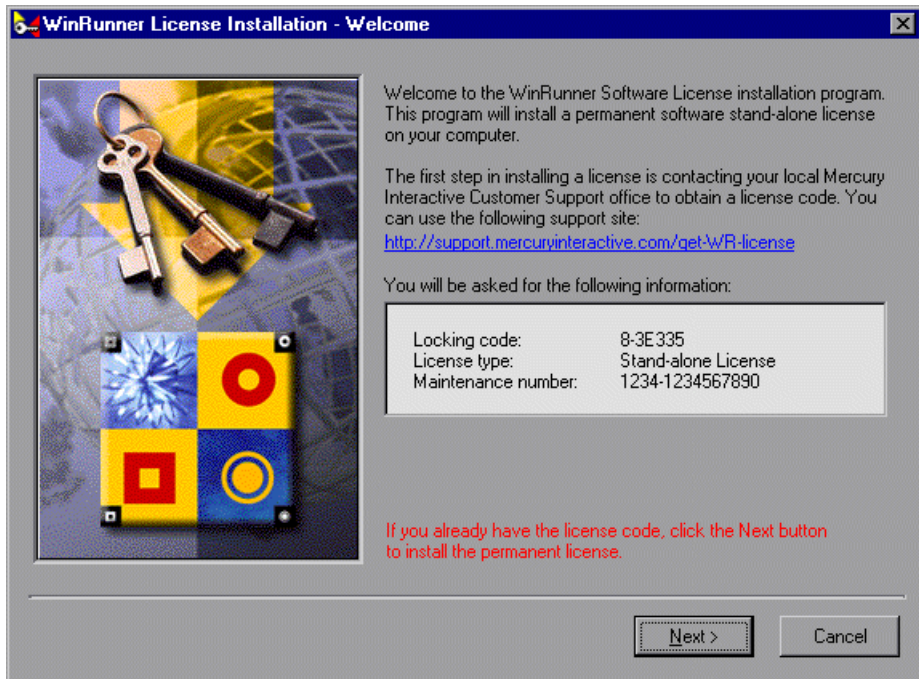 WinRunner License Installation - Welcome
Welcome to the WinRunner Software License installation program.
This program will install a permanent software stand-alone license
on your computer.
The first step in installing a license is contacting your local Mercury
Interactive Customer Support office to obtain a license code. You
can use the following support site:
http://support.mercuryinteractive.com/get-WR-license
You will be asked for the following information:
Locking code: 8-3E335
License type: Stand-alone License
Maintenance number: 1234-1234567890
If you already have the license code, click the Next button
to install the permanent license.
Next >
Cancel